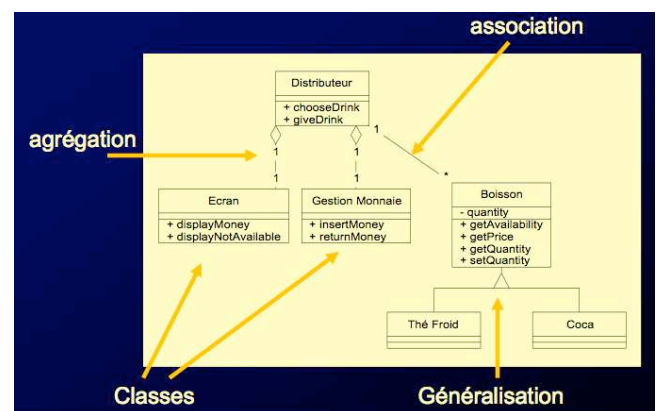 association
Distributeur
+ chooseDrink
+ giveDrink
agrégation
1
1
1
1
1
*
Ecran
+ displayMoney
+ displayNotAvailable
Gestion Monnaie
+ insertMoney
+ returnMoney
Boisson
- quantity
+ getAvailability
+ getPrice
+ getQuantity
+ setQuantity
Thé Froid
Coca
Classes
Généralisation